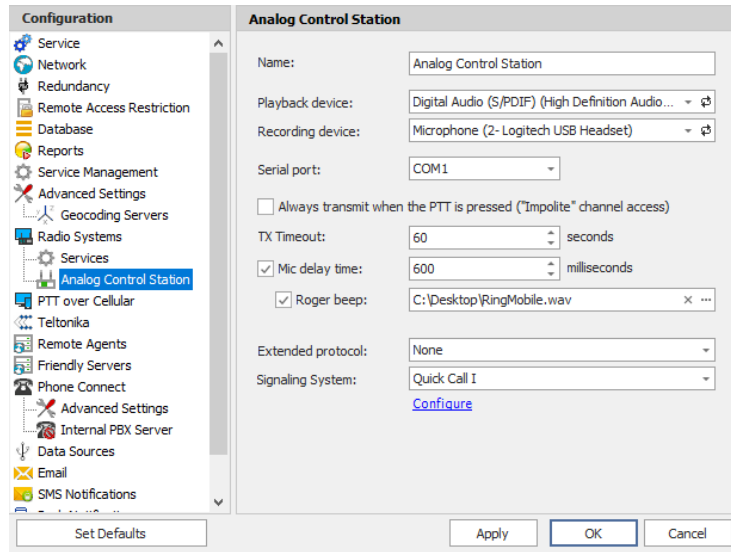 Configuration
Service
Network
Redundancy
Remote Access Restriction
Database
Reports
Service Management
Advanced Settings
Geocoding Servers
Radio Systems
Services
Analog Control Station
PTT over Cellular
Teltonika
Remote Agents
Friendly Servers
Phone Connect
Advanced Settings
Internal PBX Server
Data Sources
Email
SMS Notifications
Set Defaults
Analog Control Station
Name: Analog Control Station
Playback device: Digital Audio (S/PDIF) (High Definition Audio...
Recording device: Microphone (2- Logitech USB Headset)
Serial port: COM1
Always transmit when the PTT is pressed ("Impolite" channel access)
TX Timeout: 60 seconds
Mic delay time: 600 milliseconds
Roger beep: C:\Desktop\RingMobile.wav
Extended protocol: None
Signaling System: Quick Call I
Configure
Apply OK Cancel